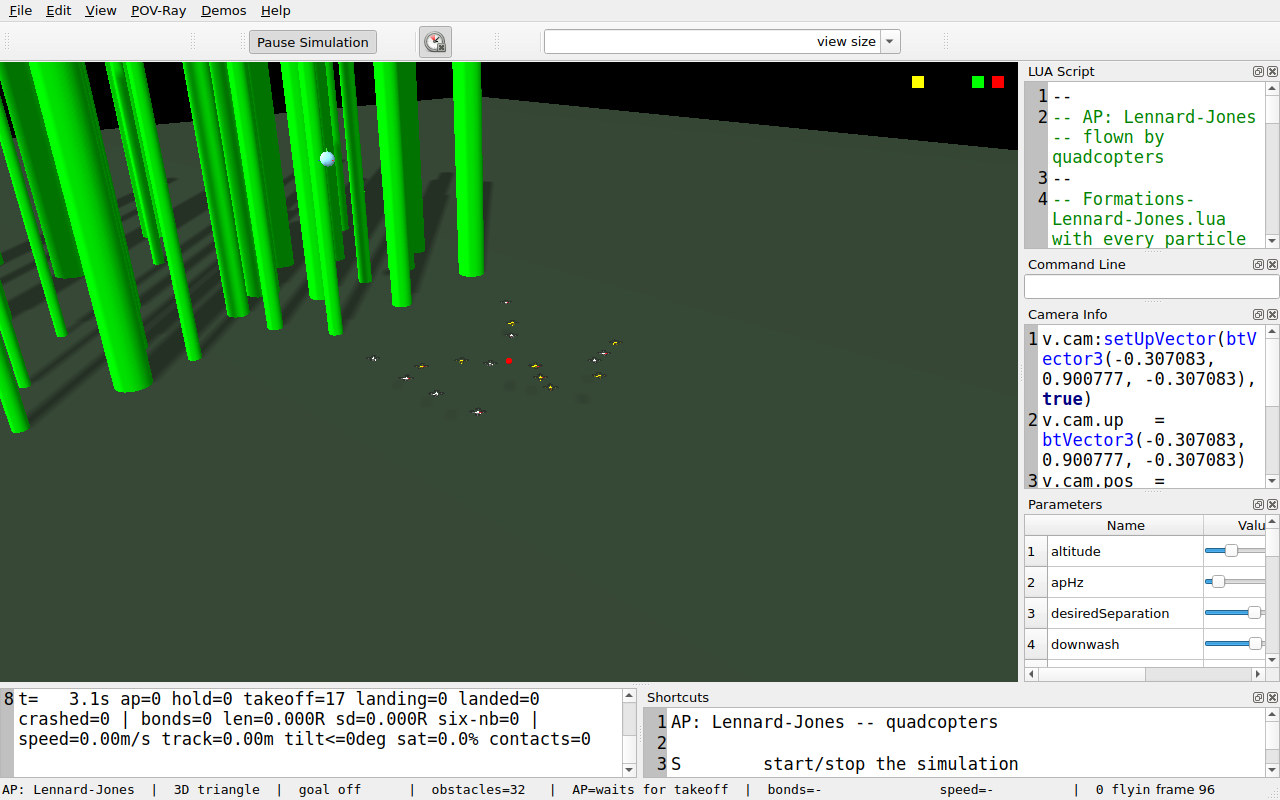 File Edit View POV-Ray Demos Help
Pause Simulation
view size
LUA Script
1 --
2 -- AP: Lennard-Jones
-- flown by
quadcopters
3 --
4 -- Formations-
Lennard-Jones.lua
with every particle
Command Line
Camera Info
1 v.cam:setUpVector(btV
ector3(-0.307083,
0.900777, -0.307083),
true)
2 v.cam.up   =
btVector3(-0.307083,
0.900777, -0.307083)
3 v.cam.pos  =
Parameters
Name Valu
1 altitude
2 apHz
3 desiredSeparation
4 downwash
8 t=   3.1s ap=0 hold=0 takeoff=17 landing=0 landed=0
crashed=0 | bonds=0 len=0.000R sd=0.000R six-nb=0 |
speed=0.00m/s track=0.00m tilt<=0deg sat=0.0% contacts=0
Shortcuts
1 AP: Lennard-Jones -- quadcopters
2
3 S        start/stop the simulation
AP: Lennard-Jones | 3D triangle | goal off | obstacles=32 | AP=waits for takeoff | bonds=- speed=- | 0 flyin frame 96